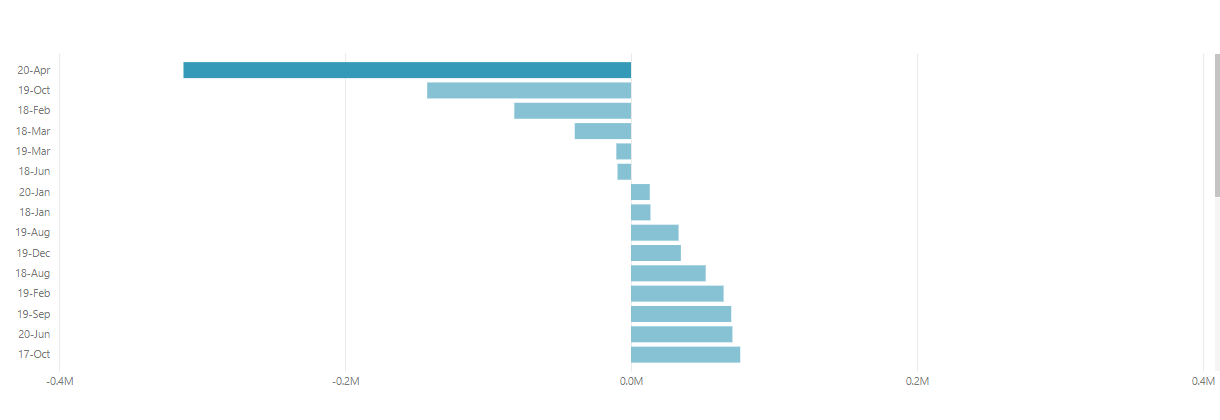 20-Apr
19-Oct
18-Feb
18-Mar
19-Mar
18-Jun
20-Jan
18-Jan
19-Aug
19-Dec
18-Aug
19-Feb
19-Sep
20-Jun
17-Oct
-0.4M -0.2M 0.0M 0.2M 0.4M